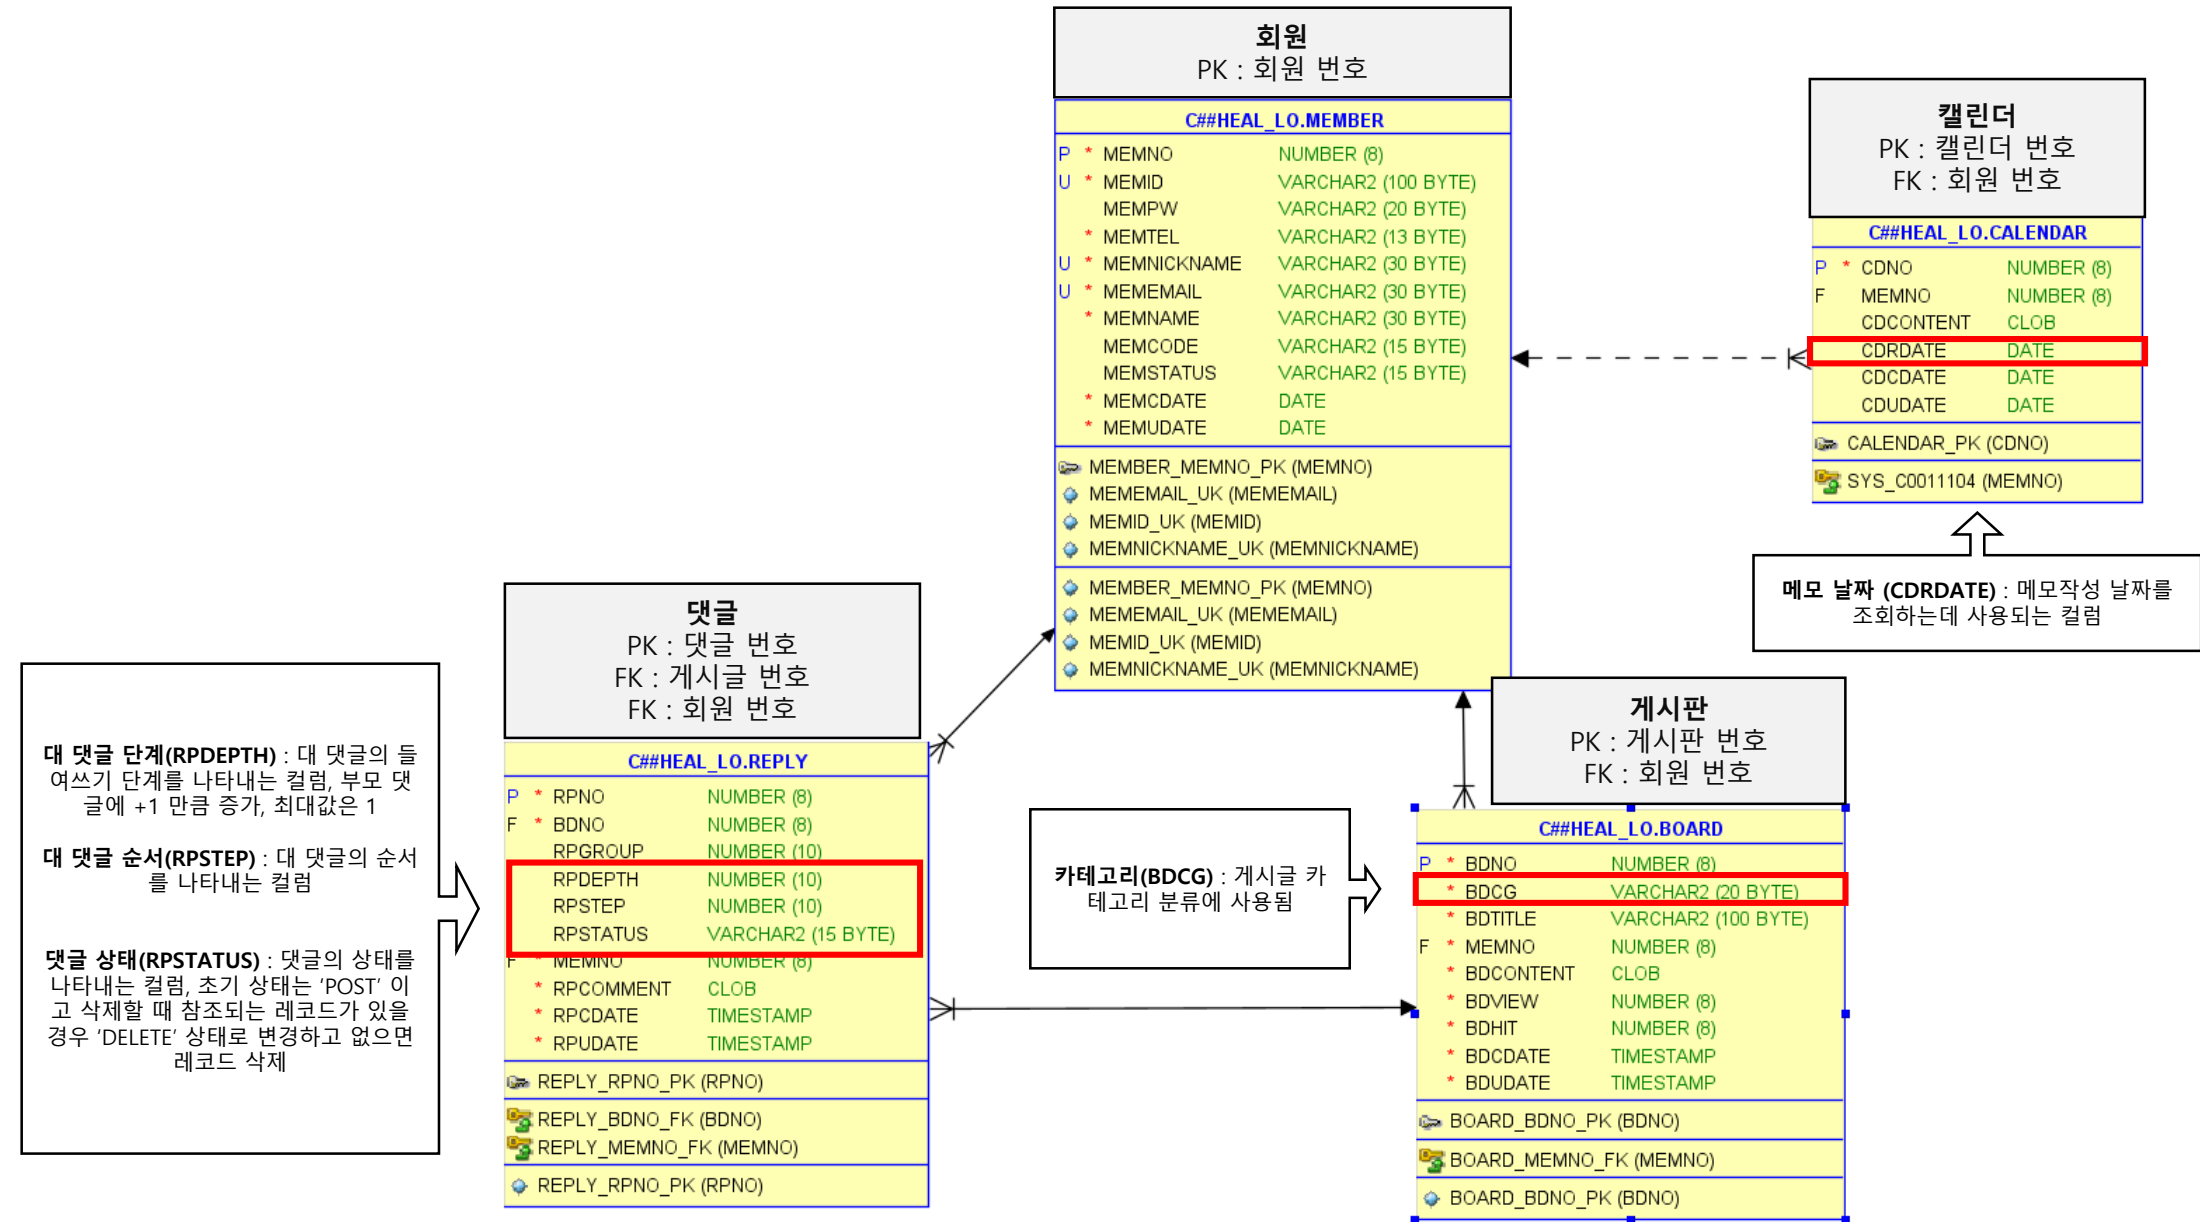 회원
PK : 회원 번호
C##HEAL_LO.MEMBER
P * MEMNO NUMBER (8)
U * MEMID VARCHAR2 (100 BYTE)
MEMPW VARCHAR2 (20 BYTE)
* MEMTEL VARCHAR2 (13 BYTE)
U * MEMNICKNAME VARCHAR2 (30 BYTE)
U * MEMEMAIL VARCHAR2 (30 BYTE)
* MEMNAME VARCHAR2 (30 BYTE)
MEMCODE VARCHAR2 (15 BYTE)
MEMSTATUS VARCHAR2 (15 BYTE)
* MEMCDATE DATE
* MEMUDATE DATE
MEMBER_MEMNO_PK (MEMNO)
MEMEMAIL_UK (MEMEMAIL)
MEMID_UK (MEMID)
MEMNICKNAME_UK (MEMNICKNAME)
MEMBER_MEMNO_PK (MEMNO)
MEMEMAIL_UK (MEMEMAIL)
MEMID_UK (MEMID)
MEMNICKNAME_UK (MEMNICKNAME)
캘린더
PK : 캘린더 번호
FK : 회원 번호
C##HEAL_LO.CALENDAR
P * CDNO NUMBER (8)
F MEMNO NUMBER (8)
CDCONTENT CLOB
CDRDATE DATE
CDCDATE DATE
CDUDATE DATE
CALENDAR_PK (CDNO)
SYS_C0011104 (MEMNO)
메모 날짜 (CDRDATE) : 메모작성 날짜를
조회하는데 사용되는 컬럼
댓글
PK : 댓글 번호
FK : 게시글 번호
FK : 회원 번호
C##HEAL_LO.REPLY
P * RPNO NUMBER (8)
F * BDNO NUMBER (8)
RPGROUP NUMBER (10)
RPDEPTH NUMBER (10)
RPSTEP NUMBER (10)
RPSTATUS VARCHAR2 (15 BYTE)
F * MEMNO NUMBER (8)
* RPCOMMENT CLOB
* RPCDATE TIMESTAMP
* RPUDATE TIMESTAMP
REPLY_RPNO_PK (RPNO)
REPLY_BDNO_FK (BDNO)
REPLY_MEMNO_FK (MEMNO)
REPLY_RPNO_PK (RPNO)
대 댓글 단계(RPDEPTH) : 대 댓글의 들
여쓰기 단계를 나타내는 컬럼, 부모 댓
글에 +1 만큼 증가, 최대값은 1
대 댓글 순서(RPSTEP) : 대 댓글의 순서
를 나타내는 컬럼
댓글 상태(RPSTATUS) : 댓글의 상태를
나타내는 컬럼, 초기 상태는 ‘POST’ 이
고 삭제할 때 참조되는 레코드가 있을
경우 ‘DELETE’ 상태로 변경하고 없으면
레코드 삭제
게시판
PK : 게시판 번호
FK : 회원 번호
C##HEAL_LO.BOARD
P * BDNO NUMBER (8)
* BDCG VARCHAR2 (20 BYTE)
* BDTITLE VARCHAR2 (100 BYTE)
F * MEMNO NUMBER (8)
* BDCONTENT CLOB
* BDVIEW NUMBER (8)
* BDHIT NUMBER (8)
* BDCDATE TIMESTAMP
* BDUDATE TIMESTAMP
BOARD_BDNO_PK (BDNO)
BOARD_MEMNO_FK (MEMNO)
BOARD_BDNO_PK (BDNO)
카테고리(BDCG) : 게시글 카
테고리 분류에 사용됨